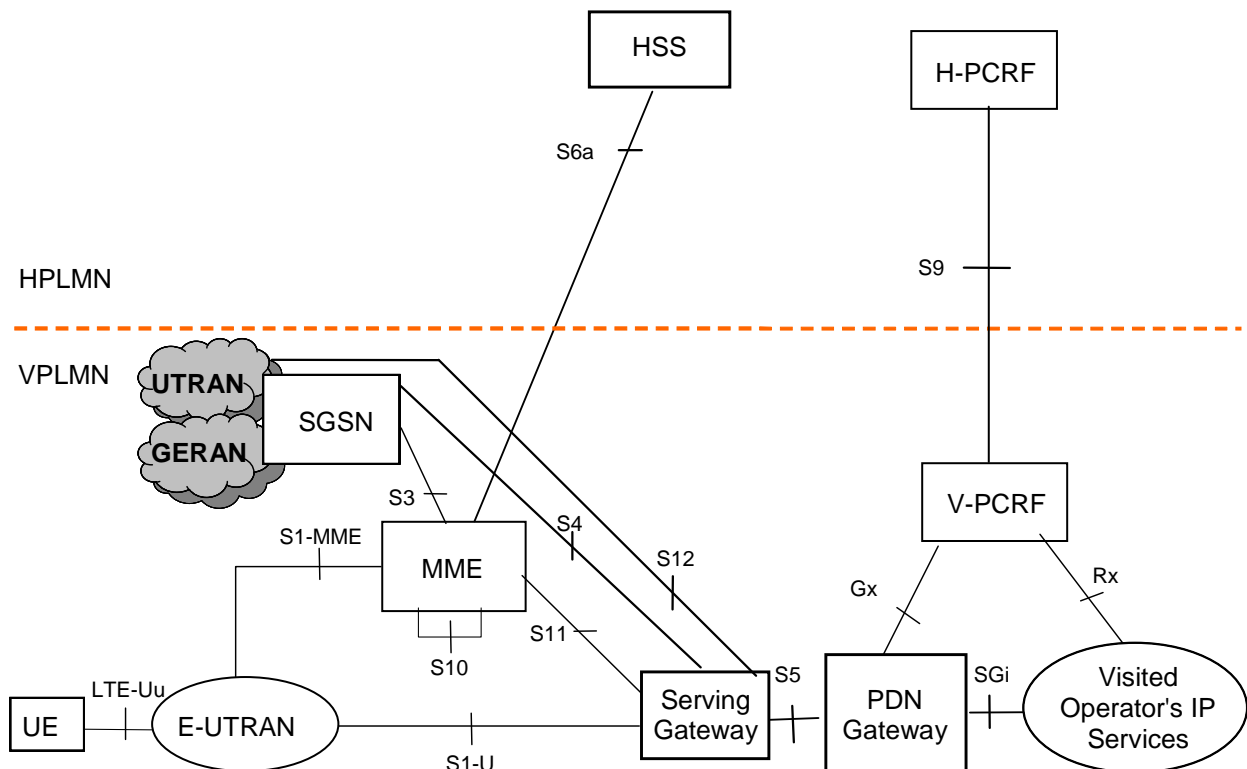 HSS
H-PCRF
S6a
S9
HPLMN
VPLMN
UTRAN
SGSN
GERAN
S3
S4
V-PCRF
S1-MME
MME
S12
Gx
Rx
S11
S10
LTE-Uu
S5
SGi
UE
E-UTRAN
Serving
Gateway
PDN
Gateway
Visited
Operator's IP
Services
S1-U